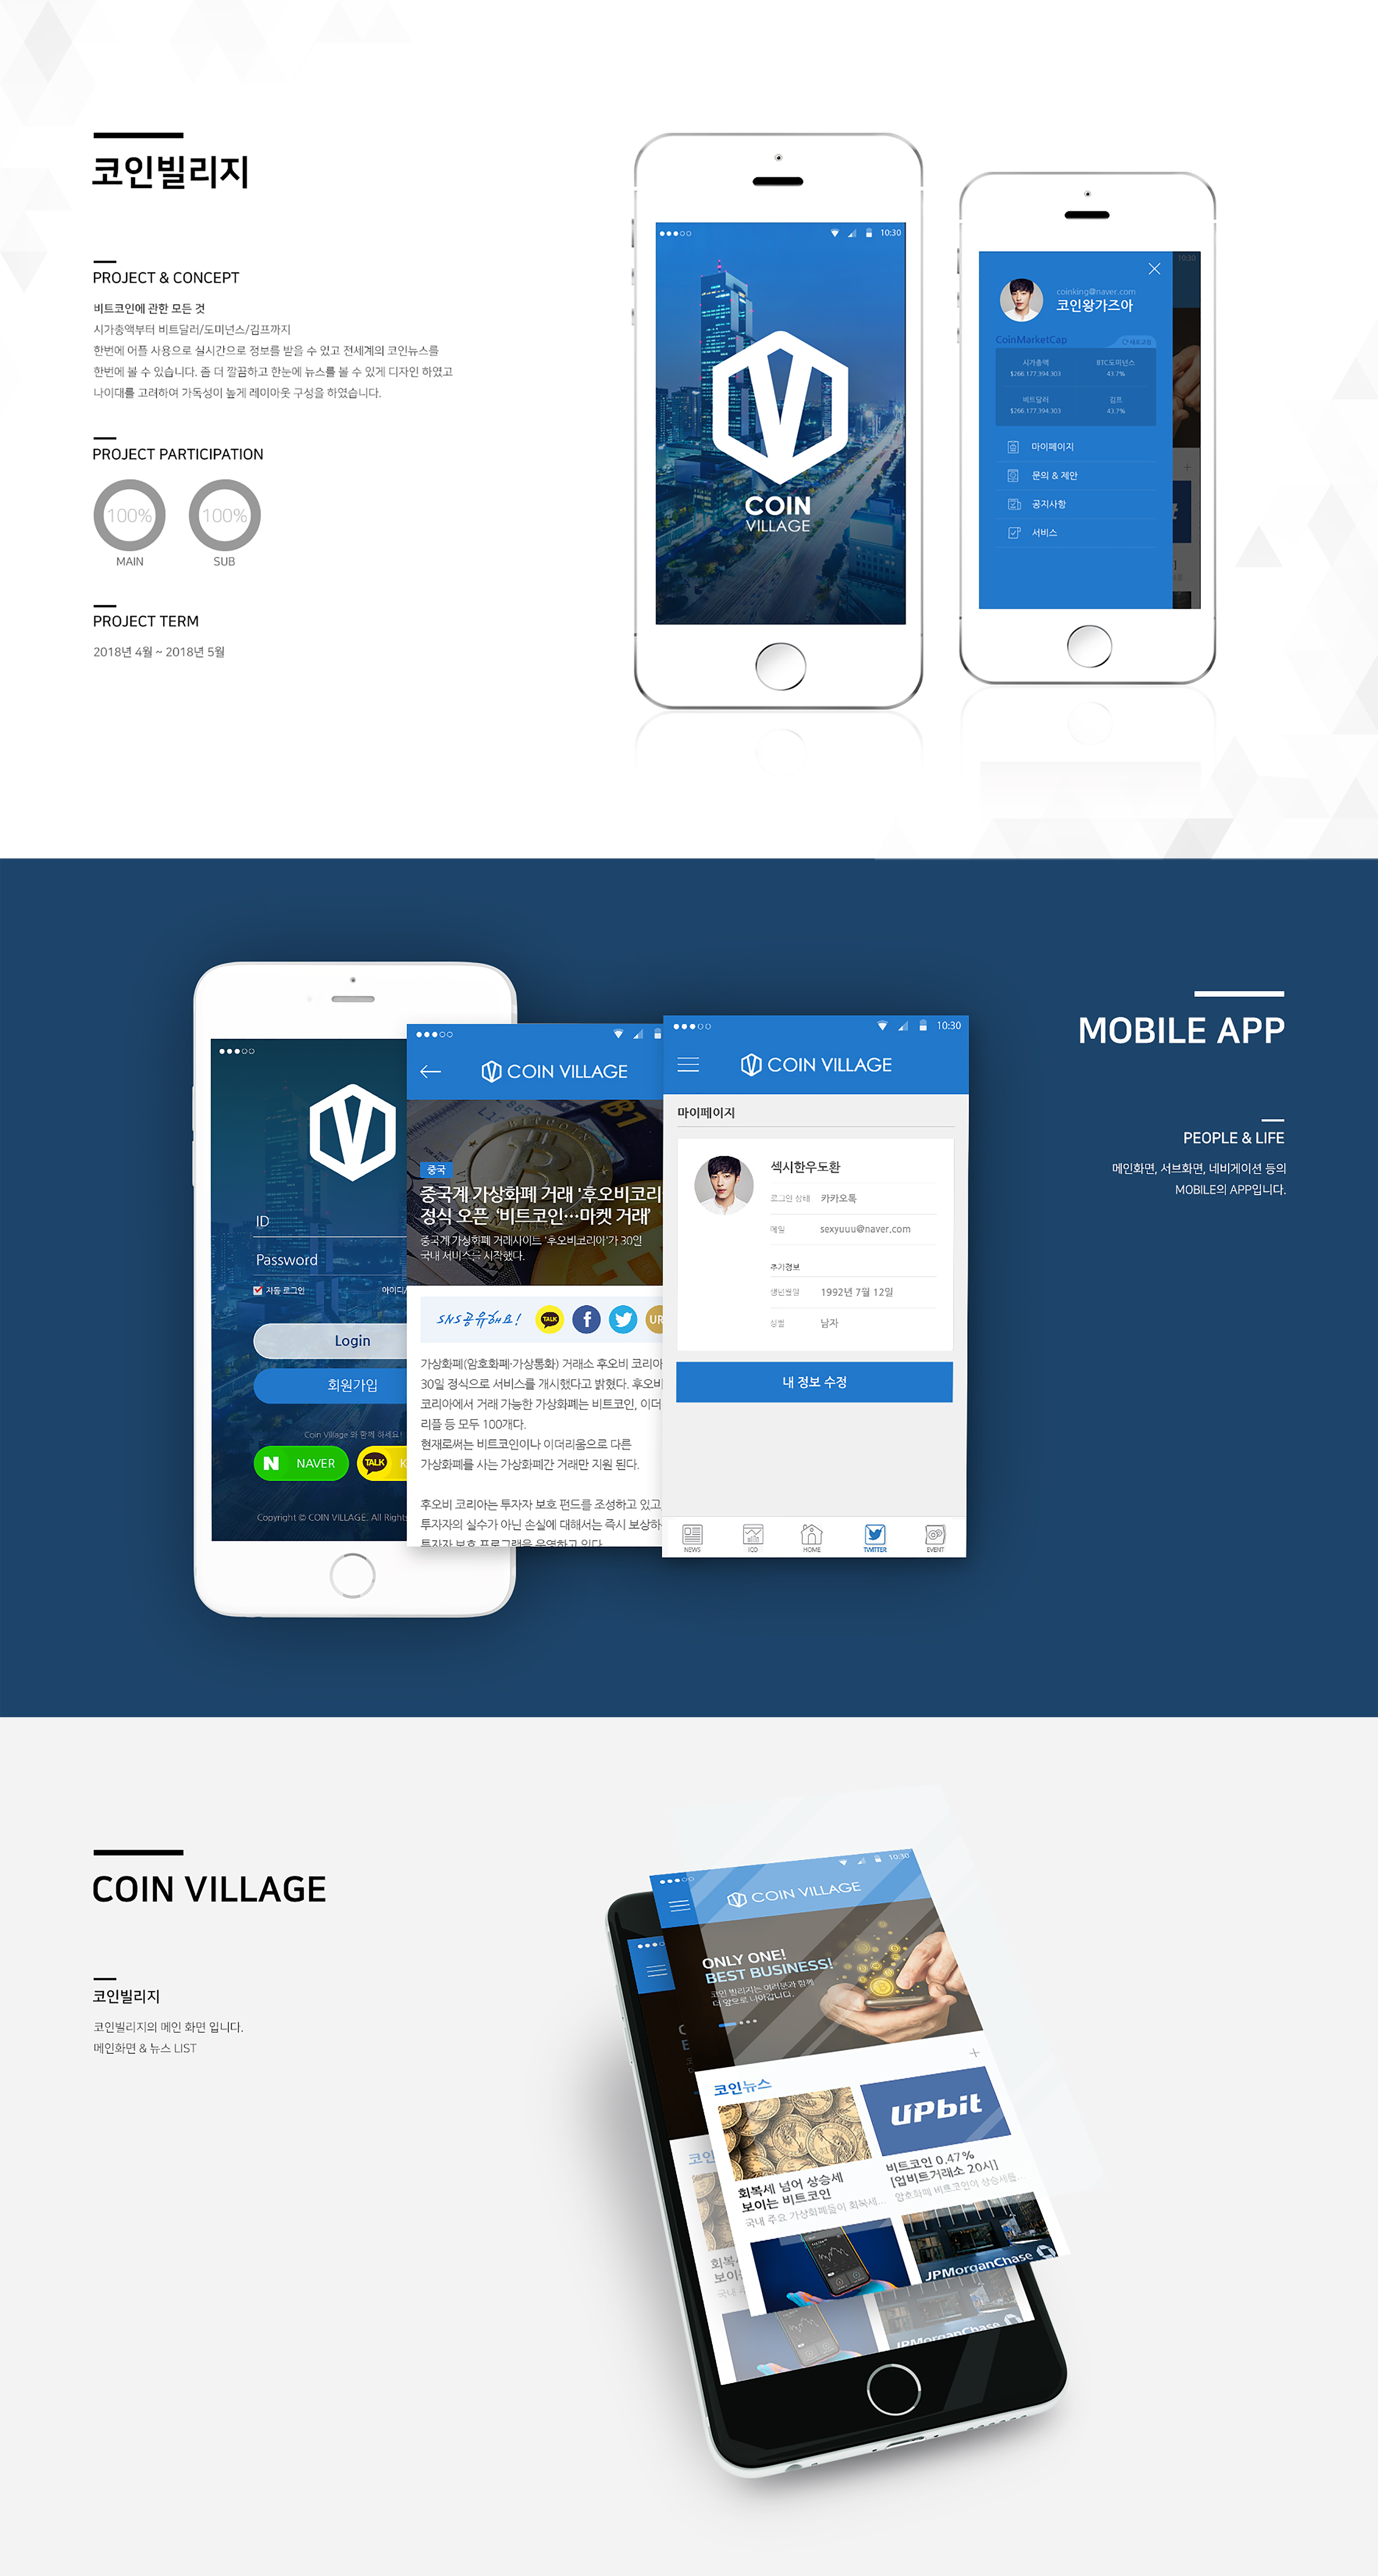 코인빌리지
PROJECT & CONCEPT
비트코인에 관한 모든 것
시가총액부터 비트달러/도미넌스/김프까지
한번에 어플 사용으로 실시간으로 정보를 받을 수 있고 전세계의 코인뉴스를
한번에 볼 수 있습니다. 좀 더 깔끔하고 한눈에 뉴스를 볼 수 있게 디자인 하였고
나이대를 고려하여 가독성이 높게 레이아웃 구성을 하였습니다.
PROJECT PARTICIPATION
100% 100%
MAIN SUB
PROJECT TERM
2018년 4월 ~ 2018년 5월
10:30
COIN
VILLAGE
10:30
coinking@naver.com
코인왕가즈아
CoinMarketCap
새로고침
시가총액 BTC도미넌스
$266.177.394.303 43.7%
비트달러 김프
$266.177.394.303 43.7%
마이페이지
문의 & 제안
공지사항
서비스
MOBILE APP
PEOPLE & LIFE
메인화면, 서브화면, 네비게이션 등의
MOBILE의 APP입니다.
ID
Password
자동 로그인
아이디/
Login
회원가입
Coin Village 와 함께 하세요!
N NAVER
TALK K
Copyright © COIN VILLAGE. All Rights
COIN VILLAGE
중국
중국계 가상화폐 거래 '후오비코리
정식 오픈 '비트코인…마켓 거래'
중국계 가상화폐 거래사이트 '후오비코리아'가 30일
국내 서비스를 시작했다.
SNS공유해요!
TALK
f
UR
가상화폐(암호화폐·가상통화) 거래소 후오비 코리아
30일 정식으로 서비스를 개시했다고 밝혔다. 후오비
코리아에서 거래 가능한 가상화폐는 비트코인, 이더
리플 등 모두 100개다.
현재로써는 비트코인이나 이더리움으로 다른
가상화폐를 사는 가상화폐간 거래만 지원 된다.
후오비 코리아는 투자자 보호 펀드를 조성하고 있고
투자자의 실수가 아닌 손실에 대해서는 즉시 보상하
투자자 보호 프로그램을 운영하고 있다
10:30
COIN VILLAGE
마이페이지
섹시한우도환
로그인 상태 카카오톡
메일 sexyuuu@naver.com
추가정보
생년월일 1992년 7월 12일
성별 남자
내 정보 수정
NEWS ICO HOME TWITTER EVENT
COIN VILLAGE
코인빌리지
코인빌리지의 메인 화면 입니다.
메인화면 & 뉴스 LIST
10:30
COIN VILLAGE
ONLY ONE!
BEST BUSINESS!
코인 빌리지는 여러분과 함께
더 앞으로 나아갑니다.
코인뉴스
UPbit
회복세 넘어 상승세
보이는 비트코인
국내 주요 가상화폐들이 회복세...
비트코인 0.47%
[업비트거래소 20시]
암호화폐 비트코인이 상승세를...
JPMorganChase
JPMorganChase